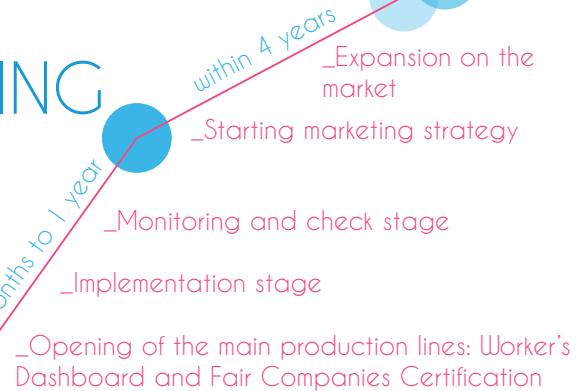 within 4 years
_Expansion on the
market
ING
_Starting marketing strategy
to 1 year
_Monitoring and check stage
_Implementation stage
_Opening of the main production lines: Worker's
Dashboard and Fair Companies Certification